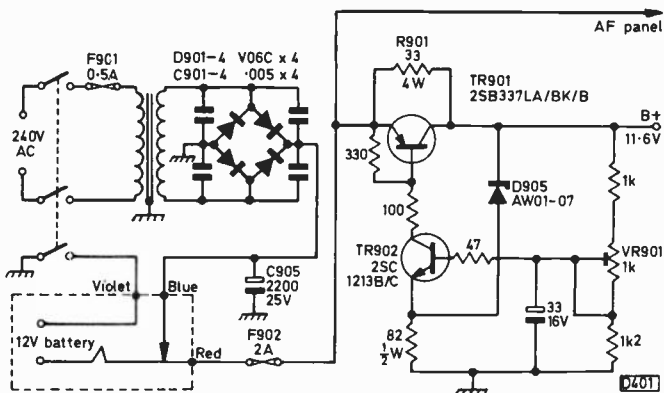 AF panel
F901
0·5A
D901-4 V06C x 4
C901-4 ·005 x 4
R901
33
4W
TR901
2SB337LA/BK/B
B+
11·6V
240V
AC
330
100
D905
AW01-07
1k
TR902
2SC
1213B/C
47
VR901
1k
C905
2200
25V
Violet
Blue
F902
2A
Red
12V battery
82
½W
33
16V
1k2
D401